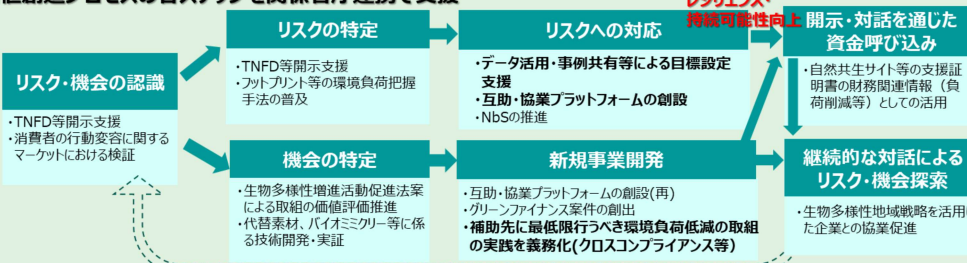 レジリエンス・
持続可能性向上
リスク・機会の認識
・TNFD等開示支援
・消費者の行動変容に関する
マーケットにおける検証
リスクの特定
・TNFD等開示支援
・フットプリント等の環境負荷把握
手法の普及
リスクへの対応
・データ活用・事例共有等による目標設定
支援
・互助・協業プラットフォームの創設
・NbSの推進
開示・対話を通じた
資金呼び込み
・自然共生サイト等の支援証
明書の財務関連情報（負
荷削減等）としての活用
機会の特定
・生物多様性増進活動促進法案
による取組の価値評価推進
・代替素材、バイオミミクリー等に係
る技術開発・実証
新規事業開発
・互助・協業プラットフォームの創設(再)
・グリーンファイナンス案件の創出
・補助先に最低限行うべき環境負荷低減の取組
の実践を義務化(クロスコンプライアンス等）
継続的な対話による
リスク・機会探索
・生物多様性地域戦略を活用
た企業との協業促進